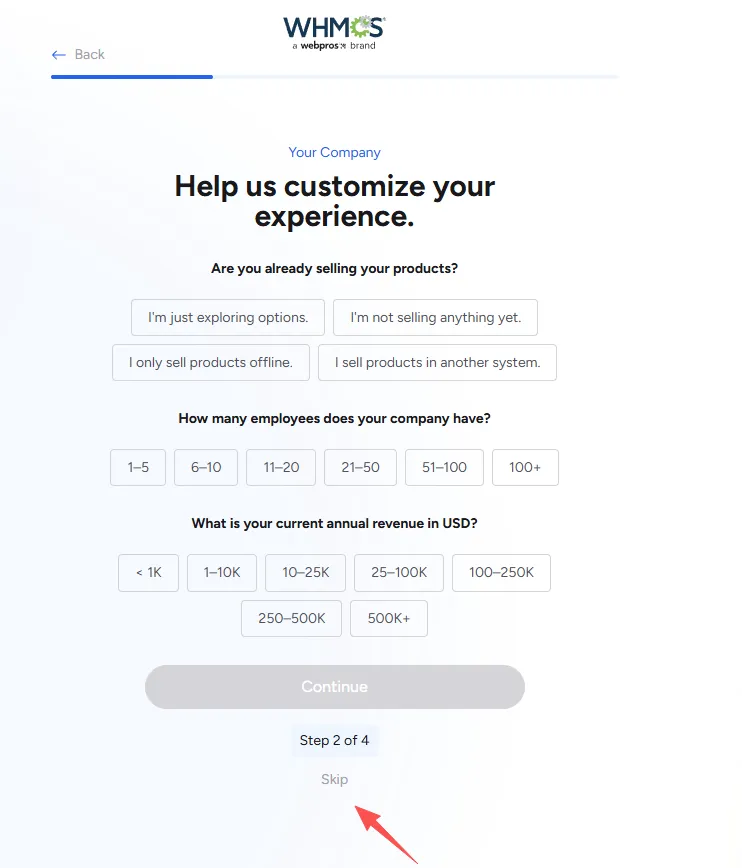 WHMCS
a webpros brand
← Back
Your Company
Help us customize your
experience.
Are you already selling your products?
I'm just exploring options.
I'm not selling anything yet.
I only sell products offline.
I sell products in another system.
How many employees does your company have?
1–5
6–10
11–20
21–50
51–100
100+
What is your current annual revenue in USD?
< 1K
1–10K
10–25K
25–100K
100–250K
250–500K
500K+
Continue
Step 2 of 4
Skip